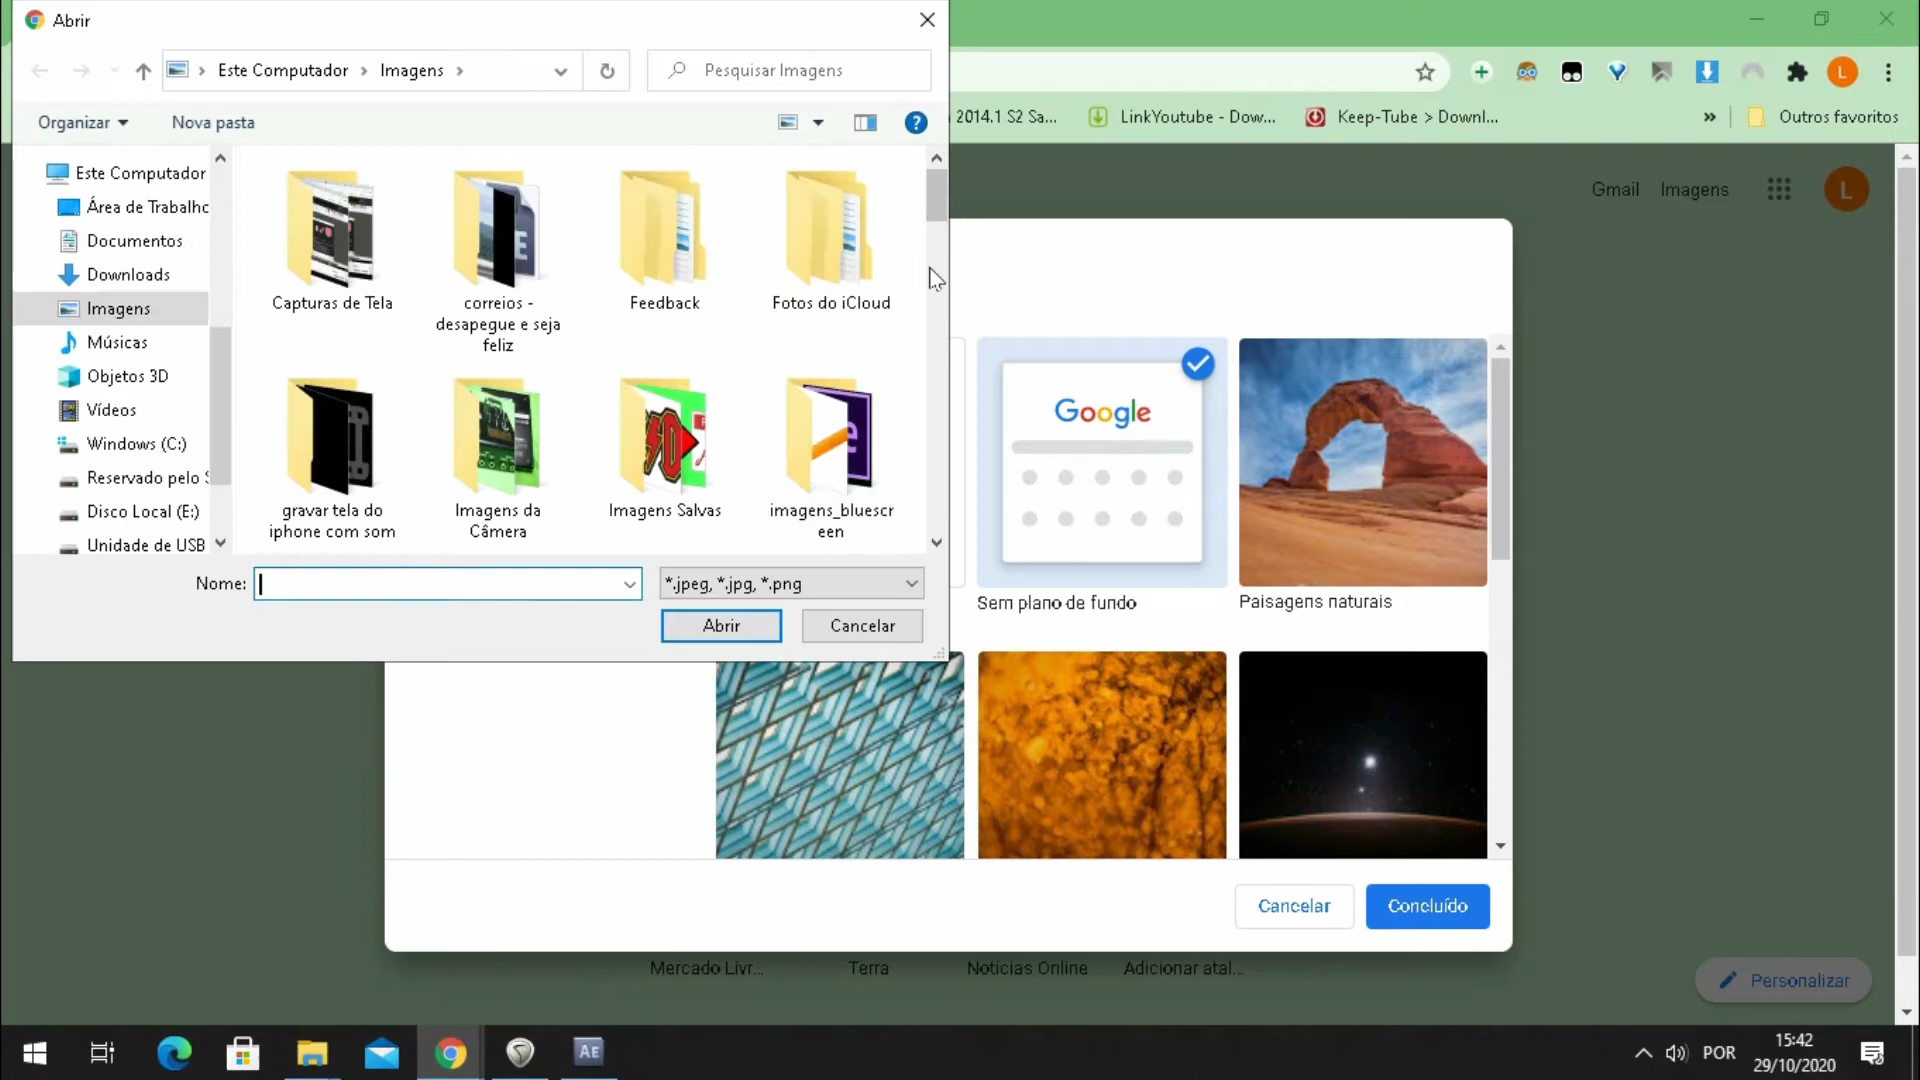 Abrir
Este Computador
Imagens
Pesquisar Imagens
Organizar
Nova pasta
Este Computador
Área de Trabalho
Documentos
Downloads
Imagens
Músicas
Objetos 3D
Vídeos
Windows (C:)
Reservado pelo S
Disco Local (E:)
Unidade de USB
Capturas de Tela
correios -
desapegue e seja
feliz
Feedback
Fotos do iCloud
gravar tela do
iphone com som
Imagens da
Câmera
Imagens Salvas
imagens_bluescr
een
Nome:
*.jpeg, *.jpg, *.png
Abrir
Cancelar
L
2014.1 S2 Sa...
LinkYoutube - Dow...
Keep-Tube > Downl...
»
Outros favoritos
Gmail
Imagens
L
Google
Sem plano de fundo
Paisagens naturais
Cancelar
Concluído
Mercado Livr...
Terra
Notícias Online
Adicionar atal...
Personalizar
AE
POR
15:42
29/10/2020